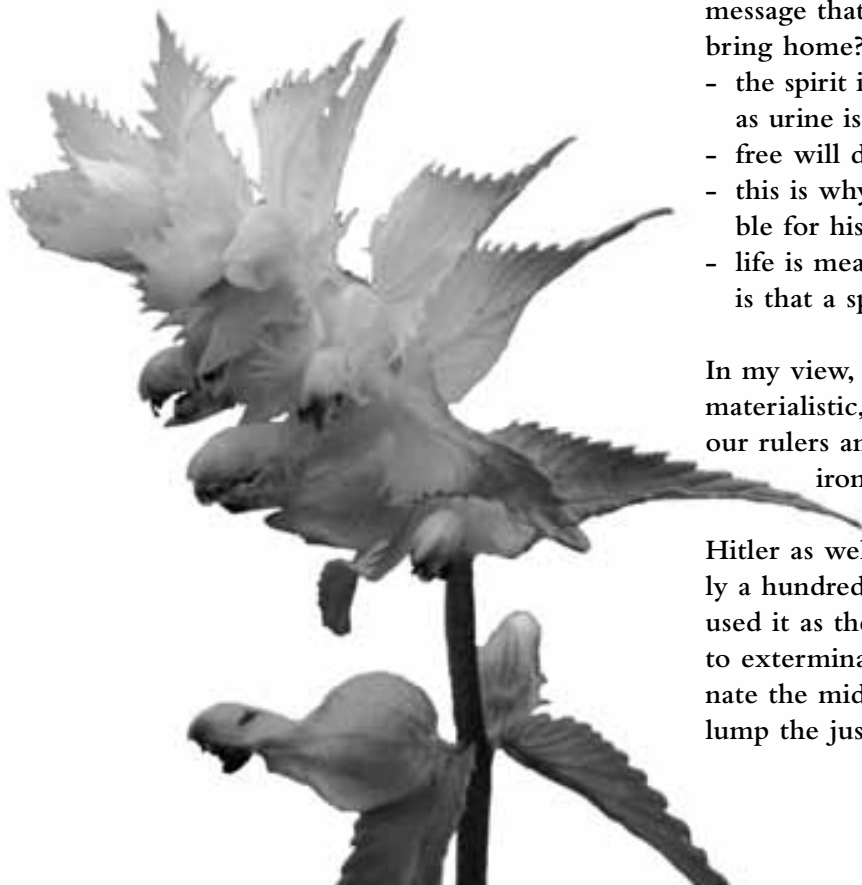 message that
bring home?
- the spirit i
as urine is
- free will d
- this is why
ble for his
- life is mea
is that a sp
In my view,
materialistic,
our rulers an
iron
Hitler as wel
ly a hundred
used it as the
to extermina
nate the mid
lump the jus